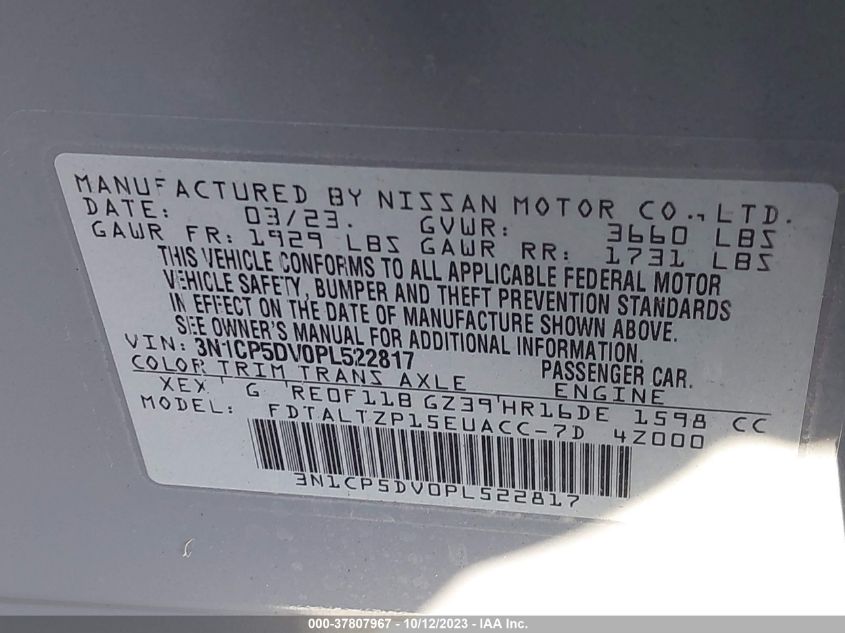 MANUFACTURED BY NISSAN MOTOR CO., LTD.
DATE: 03/23. GVWR: 3660 LBS
GAWR FR: 1929 LBS GAWR RR: 1731 LBS
THIS VEHICLE CONFORMS TO ALL APPLICABLE FEDERAL MOTOR
VEHICLE SAFETY, BUMPER AND THEFT PREVENTION STANDARDS
IN EFFECT ON THE DATE OF MANUFACTURE SHOWN ABOVE.
SEE OWNER'S MANUAL FOR ADDITIONAL INFORMATION.
VIN: 3N1CP5DV0PL522817 PASSENGER CAR.
COLOR TRIM TRANS AXLE ENGINE
XEX G RE0F11B GZ39 HR16DE 1598 CC
MODEL: FDTALTZP15EUACC-7D 4Z000
3N1CP5DV0PL522817
000-37807967 - 10/12/2023 - IAA Inc.